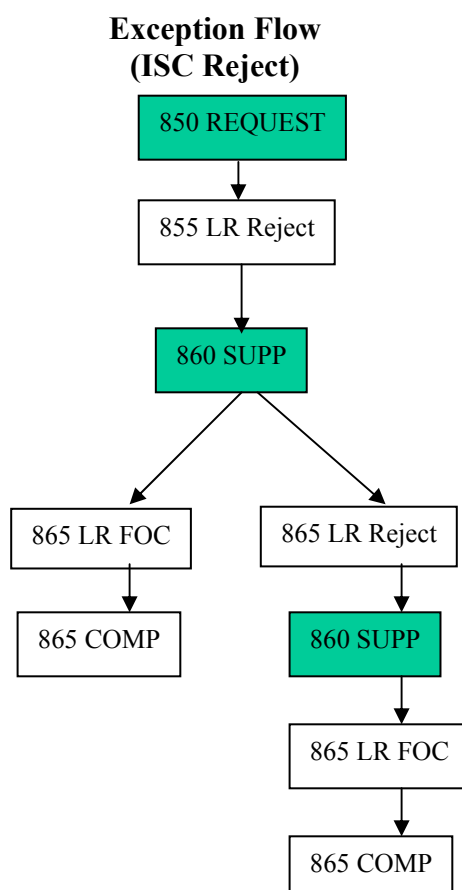 Exception Flow
(ISC Reject)
850 REQUEST
855 LR Reject
860 SUPP
865 LR FOC
865 LR Reject
865 COMP
860 SUPP
865 LR FOC
865 COMP